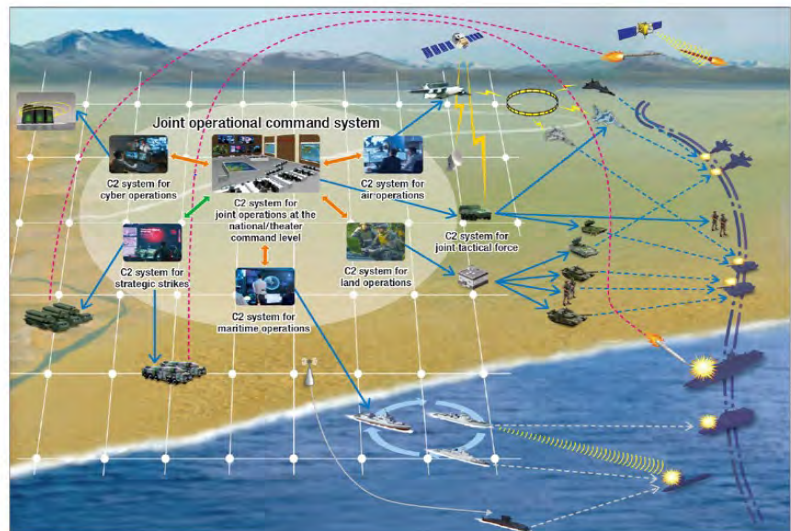 Joint operational command system
C2 system for
cyber operations
C2 system for
joint operations at the
national/theater
command level
C2 system for
air operations
C2 system for
joint tactical force
C2 system for
strategic strikes
C2 system for
land operations
C2 system for
maritime operations